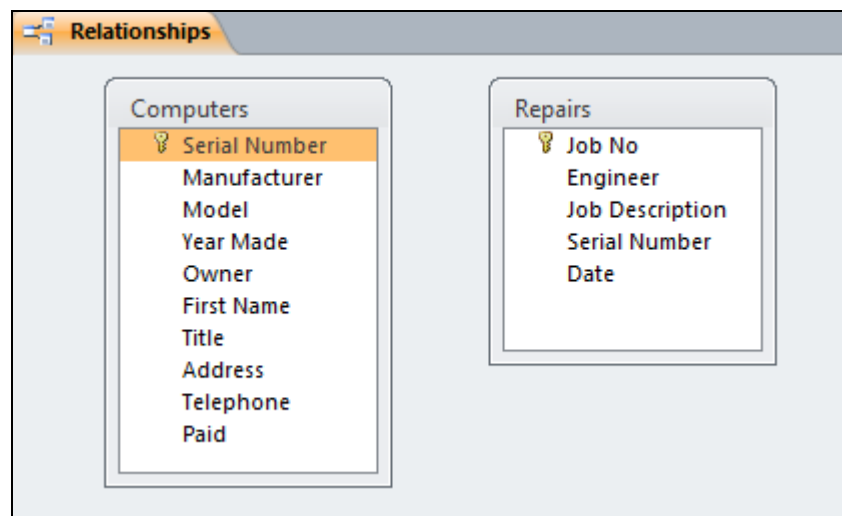 Relationships
Computers
Serial Number
Manufacturer
Model
Year Made
Owner
First Name
Title
Address
Telephone
Paid
Repairs
Job No
Engineer
Job Description
Serial Number
Date